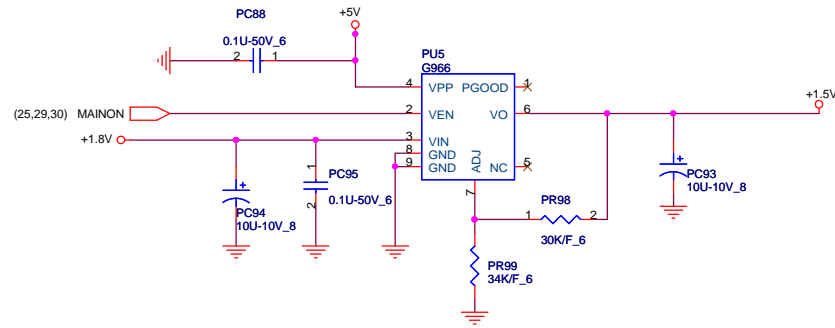 PC88
+5V
0.1U-50V_6
2
1
PU5
G966
4
VPP
PGOOD
1
(25,29,30)
MAINON
2
VEN
VO
6
+1.5V
+1.8V
3
VIN
8
GND
9
GND
ADJ
NC
5
7
1
PC95
0.1U-50V_6
2
+
PC94
10U-10V_8
+
PC93
10U-10V_8
PR98
1
2
30K/F_6
PR99
34K/F_6